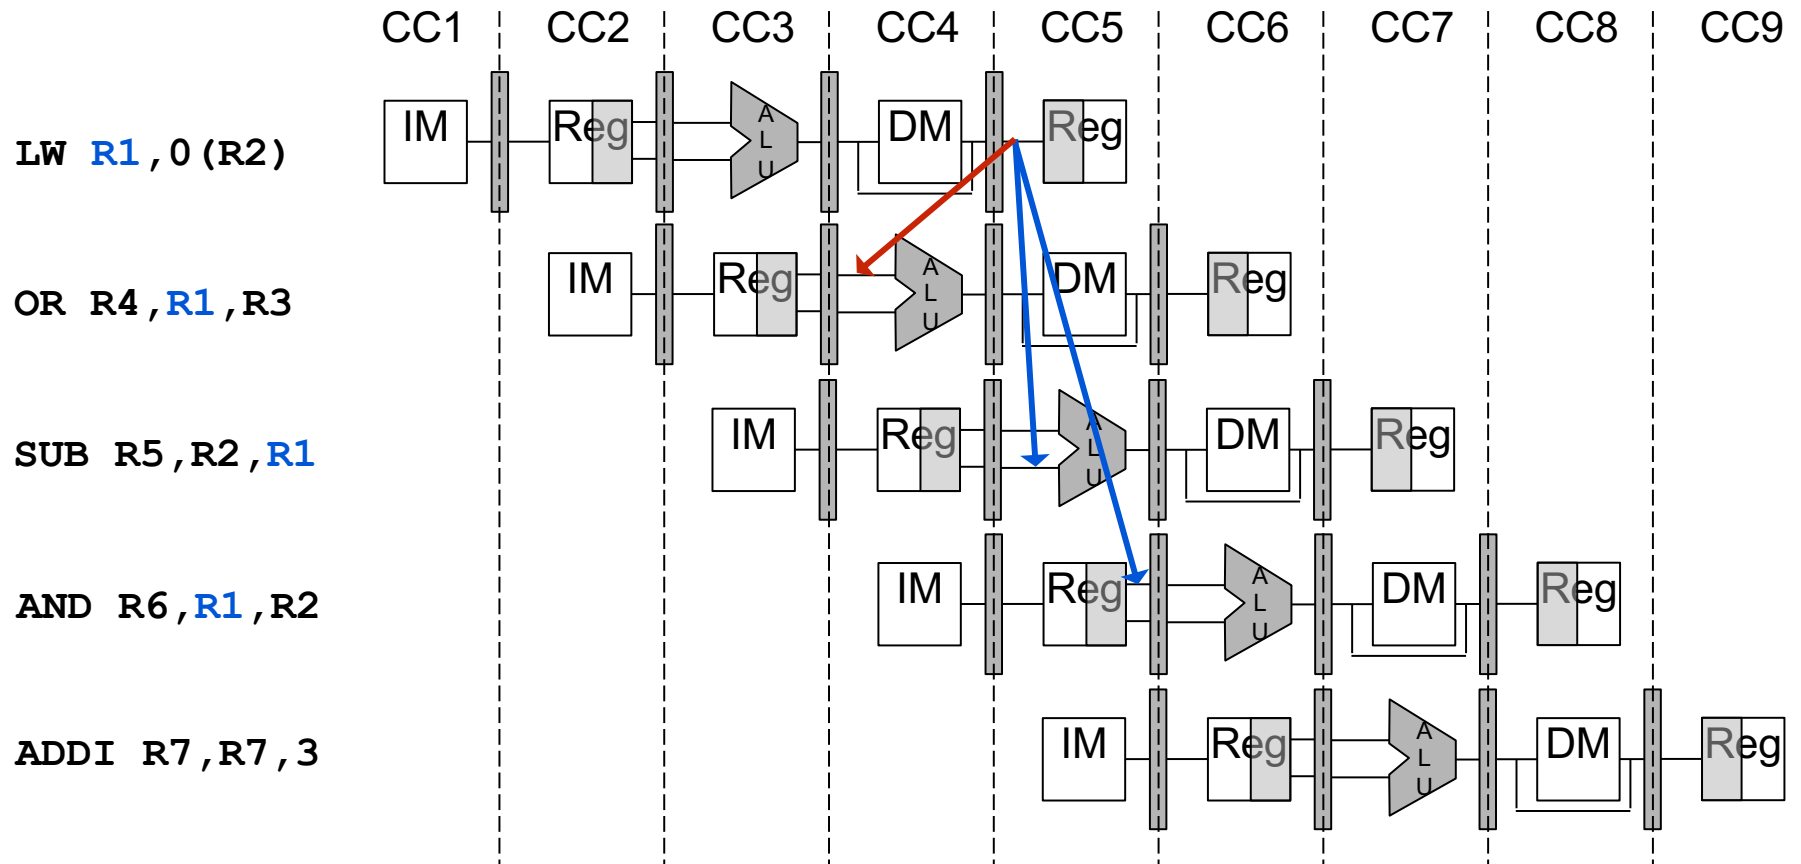 CC1 CC2 CC3 CC4 CC5 CC6 CC7 CC8 CC9
LW R1,0(R2) IM Reg ALU DM Reg
OR R4,R1,R3 IM Reg ALU DM Reg
SUB R5,R2,R1 IM Reg ALU DM Reg
AND R6,R1,R2 IM Reg ALU DM Reg
ADDI R7,R7,3 IM Reg ALU DM Reg